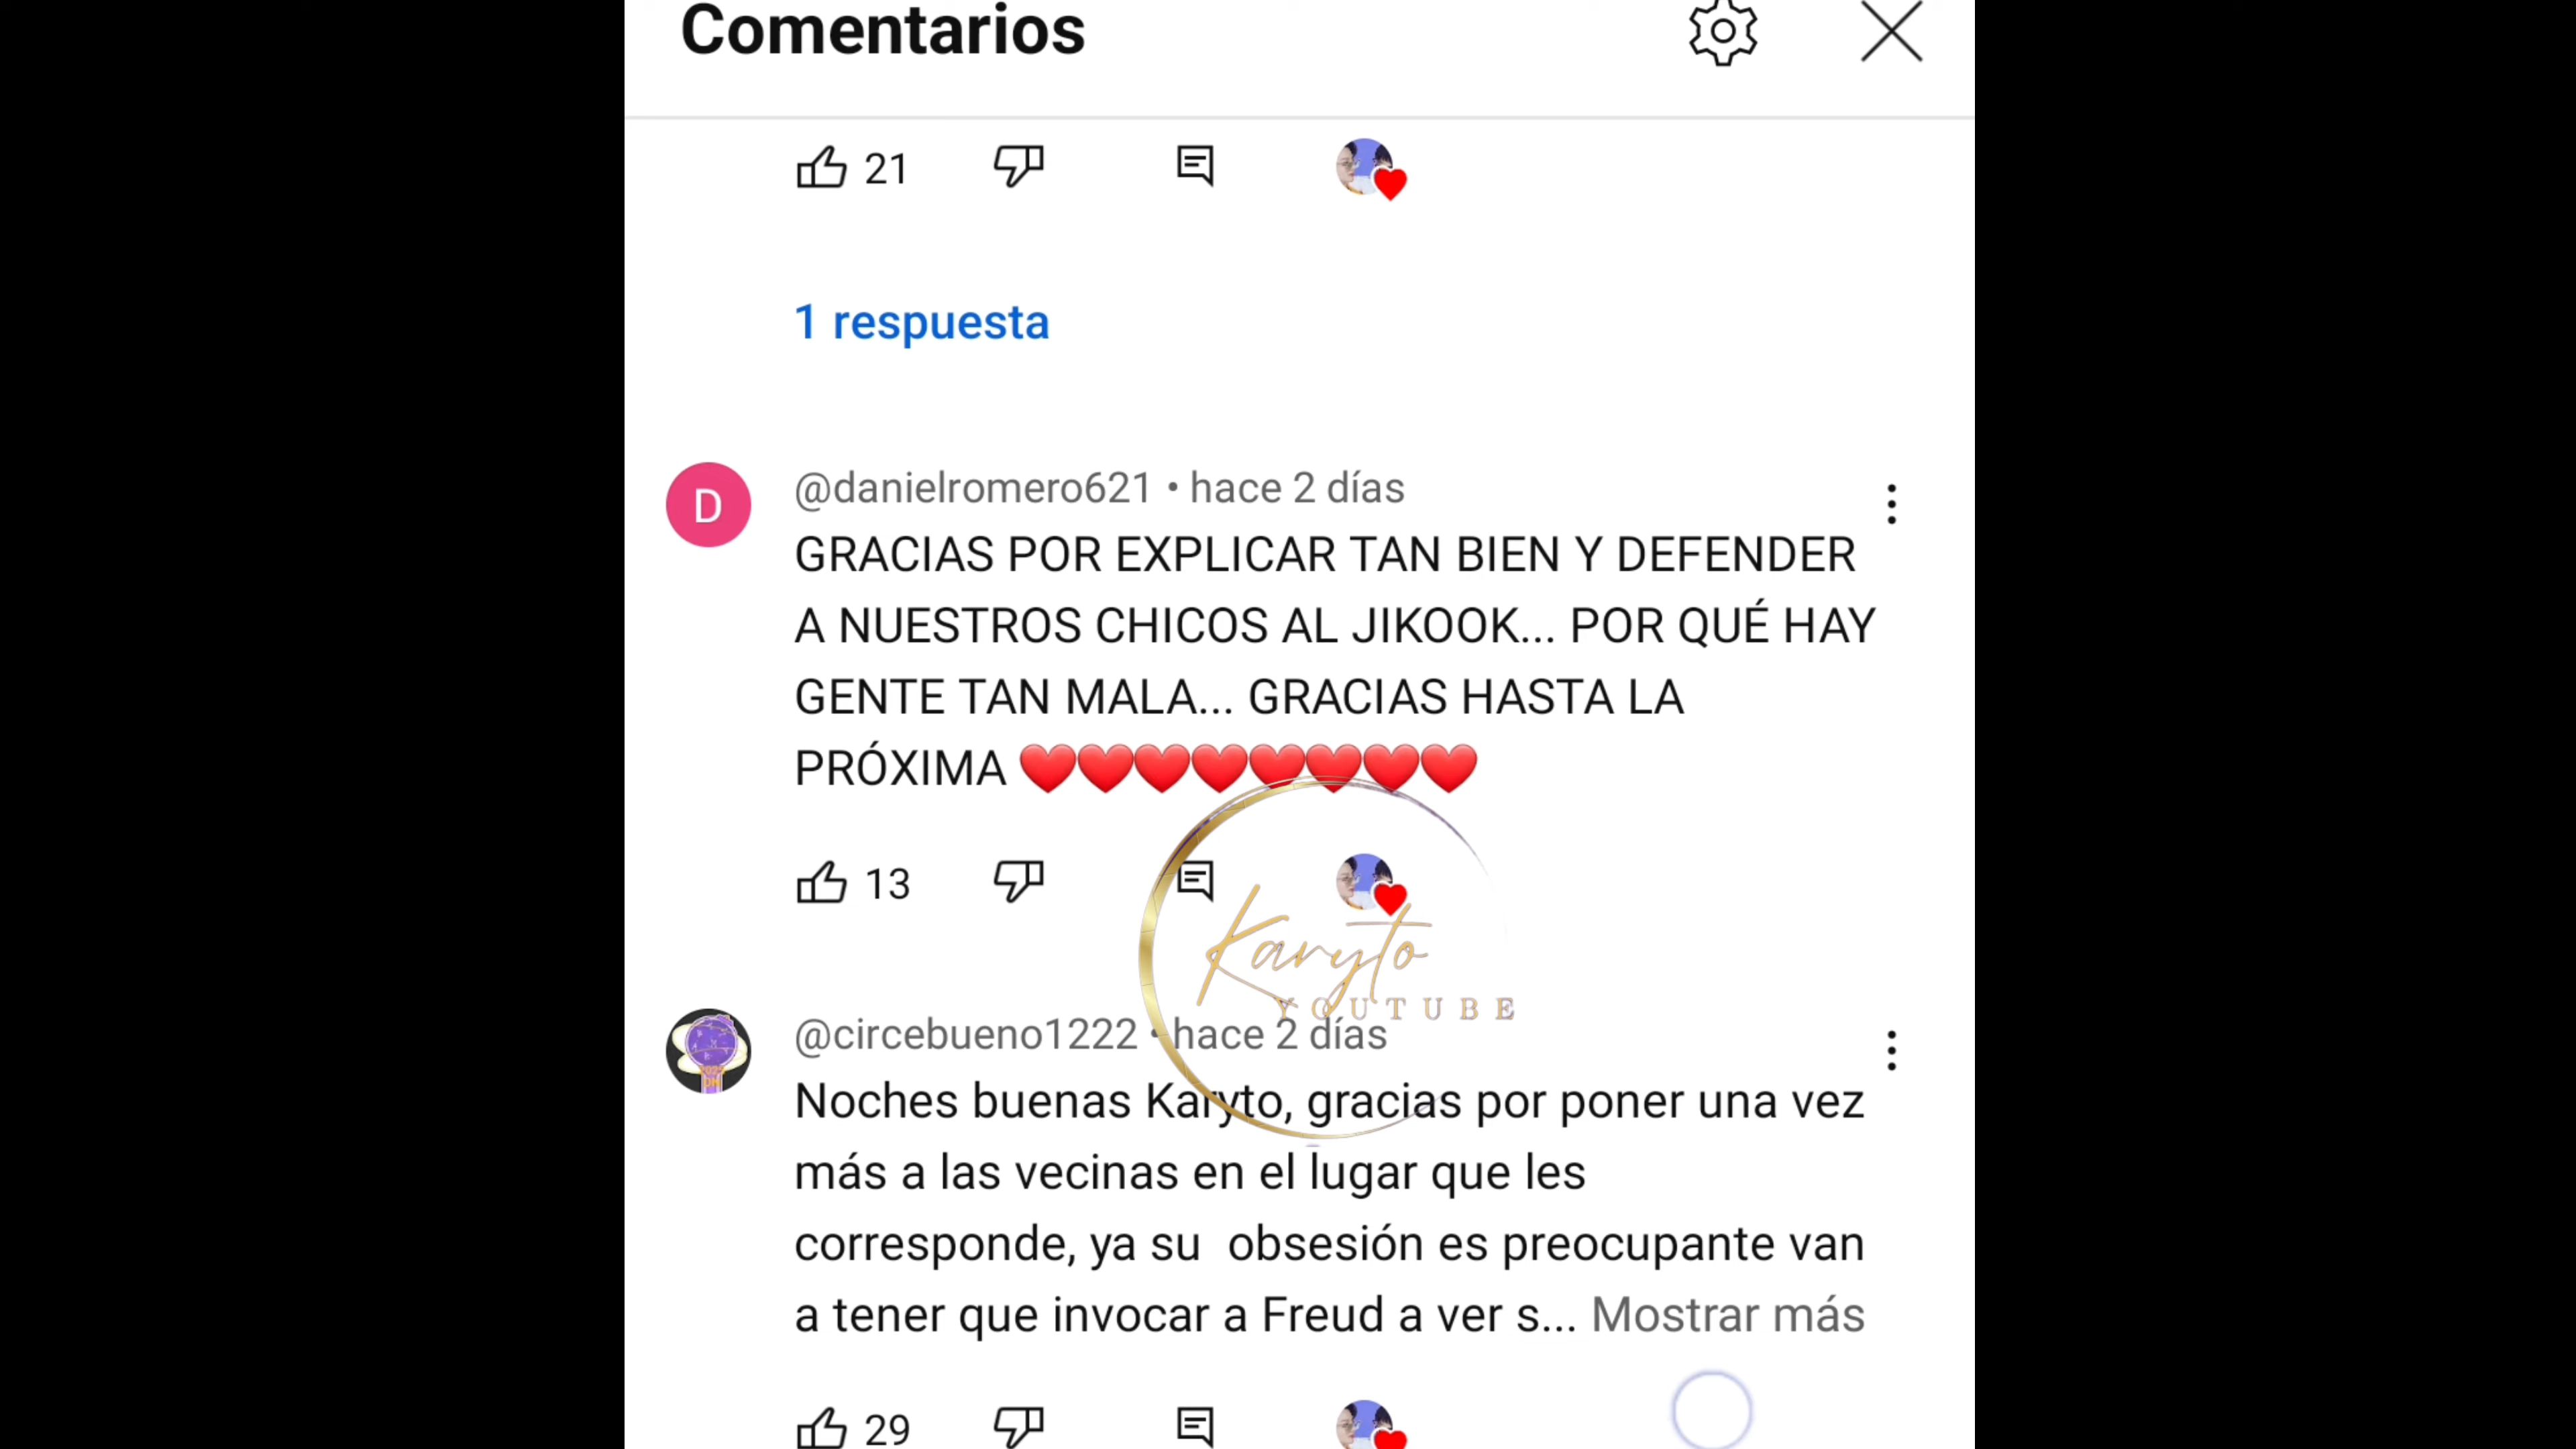 Comentarios
21
1 respuesta
D
@danielromero621 • hace 2 días
GRACIAS POR EXPLICAR TAN BIEN Y DEFENDER
A NUESTROS CHICOS AL JIKOOK... POR QUÉ HAY
GENTE TAN MALA... GRACIAS HASTA LA
PRÓXIMA ❤️❤️❤️❤️❤️❤️❤️❤️
13
Karyto
YOUTUBE
@circebueno1222 • hace 2 días
Noches buenas Karyto, gracias por poner una vez
más a las vecinas en el lugar que les
corresponde, ya su  obsesión es preocupante van
a tener que invocar a Freud a ver s... Mostrar más
29